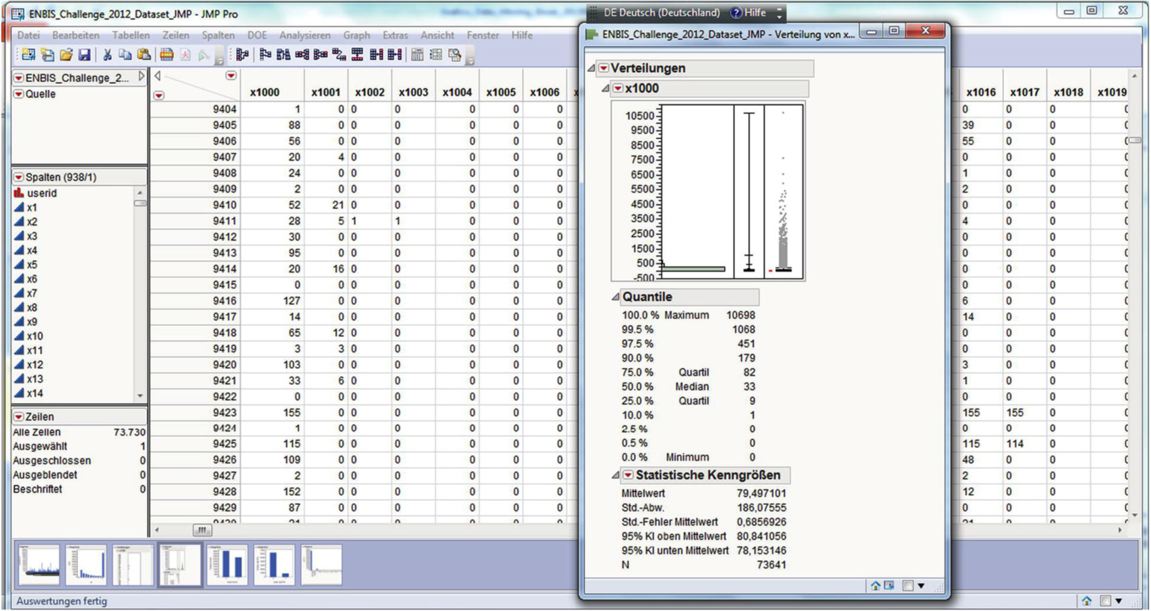 ENBIS_Challenge_2012_Dataset_JMP - JMP Pro
DE Deutsch (Deutschland) Hilfe
Datei Bearbeiten Tabellen Zeilen Spalten DOE Analysieren Graph Extras Ansicht Fenster Hilfe
ENBIS_Challenge_2...
Quelle
Spalten (938/1)
userid
x1
x2
x3
x4
x5
x6
x7
x8
x9
x10
x11
x12
x13
x14
Zeilen
Alle Zeilen 73.730
Ausgewählt 1
Ausgeschlossen 0
Ausgeblendet 0
Beschriftet 0
x1000 x1001 x1002 x1003 x1004 x1005 x1006 x1016 x1017 x1018 x1019
9404 1 0 0 0 0 0 0 0 0 0 0
9405 88 0 0 0 0 0 0 39 0 0 0
9406 56 0 0 0 0 0 0 55 0 0 0
9407 20 4 0 0 0 0 0 0 0 0 0
9408 24 0 0 0 0 0 0 1 0 0 0
9409 2 0 0 0 0 0 0 2 0 0 0
9410 52 21 0 0 0 0 0 0 0 0 0
9411 28 5 1 1 0 0 0 4 0 0 0
9412 30 0 0 0 0 0 0 0 0 0 0
9413 95 0 0 0 0 0 0 0 0 0 0
9414 20 16 0 0 0 0 0 0 0 0 0
9415 0 0 0 0 0 0 0 0 0 0 0
9416 127 0 0 0 0 0 0 6 0 0 0
9417 14 0 0 0 0 0 0 14 0 0 0
9418 65 12 0 0 0 0 0 0 0 0 0
9419 3 3 0 0 0 0 0 0 0 0 0
9420 103 0 0 0 0 0 0 3 0 0 0
9421 33 6 0 0 0 0 0 1 0 0 0
9422 0 0 0 0 0 0 0 0 0 0 0
9423 155 0 0 0 0 0 0 155 155 0 0
9424 1 0 0 0 0 0 0 0 0 0 0
9425 115 0 0 0 0 0 0 115 114 0 0
9426 109 0 0 0 0 0 0 48 0 0 0
9427 2 0 0 0 0 0 0 2 0 0 0
9428 152 0 0 0 0 0 0 12 0 0 0
9429 87 0 0 0 0 0 0 0 0 0 0
ENBIS_Challenge_2012_Dataset_JMP - Verteilung von x...
Verteilungen
x1000
10500
9500
8500
7500
6500
5500
4500
3500
2500
1500
500
-500
Quantile
100.0 % Maximum 10698
99.5 % 1068
97.5 % 451
90.0 % 179
75.0 % Quartil 82
50.0 % Median 33
25.0 % Quartil 9
10.0 % 1
2.5 % 0
0.5 % 0
0.0 % Minimum 0
Statistische Kenngrößen
Mittelwert 79,497101
Std.-Abw. 186,07555
Std.-Fehler Mittelwert 0,6856926
95% KI oben Mittelwert 80,841056
95% KI unten Mittelwert 78,153146
N 73641
Auswertungen fertig